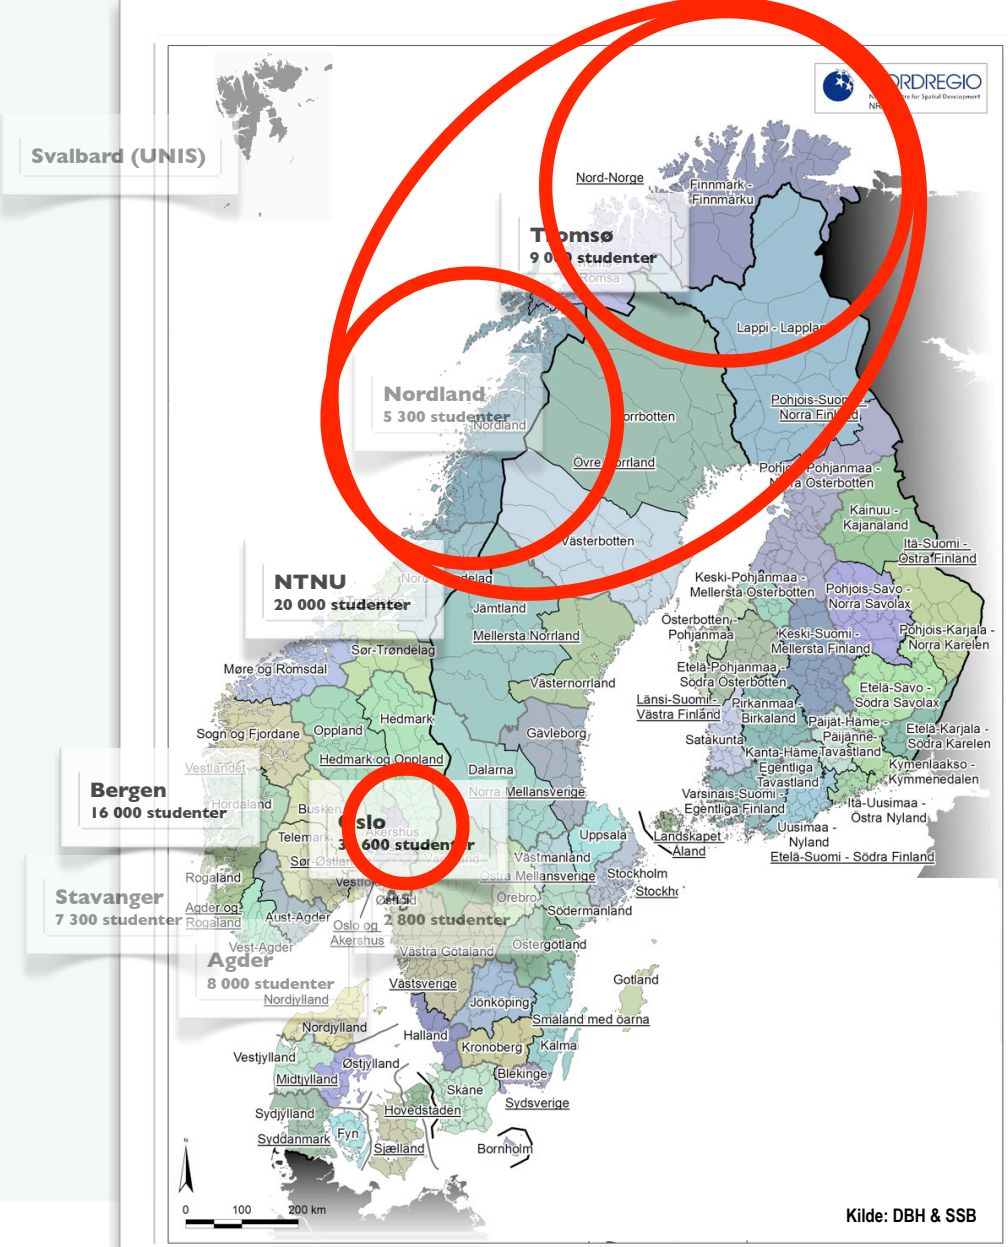 Svalbard (UNIS)
NORDREGIO
Nord-Norge
Finnmark -
Finnmárku
Tromsø
9 000 studenter
Romsa
Lappi - Lappland
Nordland
5 300 studenter
Nordland
Norrbotten
Pohjois-Suomi -
Norra Finland
Övre Norrland
Pohjois-Pohjanmaa -
Norra Österbotten
Kainuu -
Kajanaland
Västerbotten
Itä-Suomi -
Östra Finland
NTNU
20 000 studenter
Jämtland
Mellersta Norrland
Keski-Pohjanmaa -
Mellersta Österbotten
Pohjois-Savo -
Norra Savolax
Österbotten -
Pohjanmaa
Keski-Suomi -
Mellersta Finland
Pohjois-Karjala -
Norra Karelen
Sør-Trøndelag
Møre og Romsdal
Etelä-Pohjanmaa -
Södra Österbotten
Västernorrland
Etelä-Savo -
Södra Savolax
Länsi-Suomi -
Västra Finland
Pirkanmaa -
Birkaland
Hedmark
Oppland
Sogn og Fjordane
Gävleborg
Satakunta
Päijät-Häme -
Päijänne-
Tavastland
Etelä-Karjala -
Södra Karelen
Hedmark og Oppland
Vestlandet
Dalarna
Kanta-Häme
Egentliga
Tavastland
Kymenlaakso -
Kymmenedalen
Norra Mellansverige
Bergen
16 000 studenter
Hordaland
Varsinais-Suomi -
Egentliga Finland
Itä-Uusimaa -
Östra Nyland
Oslo
Akershus
studenter
Telemark
Uppsala
Landskapet
Åland
Uusimaa -
Nyland
Etelä-Suomi - Södra Finland
Västmanland
Östra Mellansverige
Stockholm
Rogaland
Stavanger
7 300 studenter
Agder og
Rogaland
Aust-Agder
Oslo og
Akershus
2 800 studenter
Örebro
Södermanland
Vest-Agder
Agder
8 000 studenter
Västra Götaland
Östergötland
Nordjylland
Västsverige
Gotland
Jönköping
Nordjylland
Halland
Småland med öarna
Kronoberg
Kalma
Vestjylland
Østjylland
Midtjylland
Blekinge
Skåne
Sydsverige
Sydjylland
Hovedstaden
Syddanmark
Fyn
Sjælland
Bornholm
N
0 100 200 km
Kilde: DBH & SSB